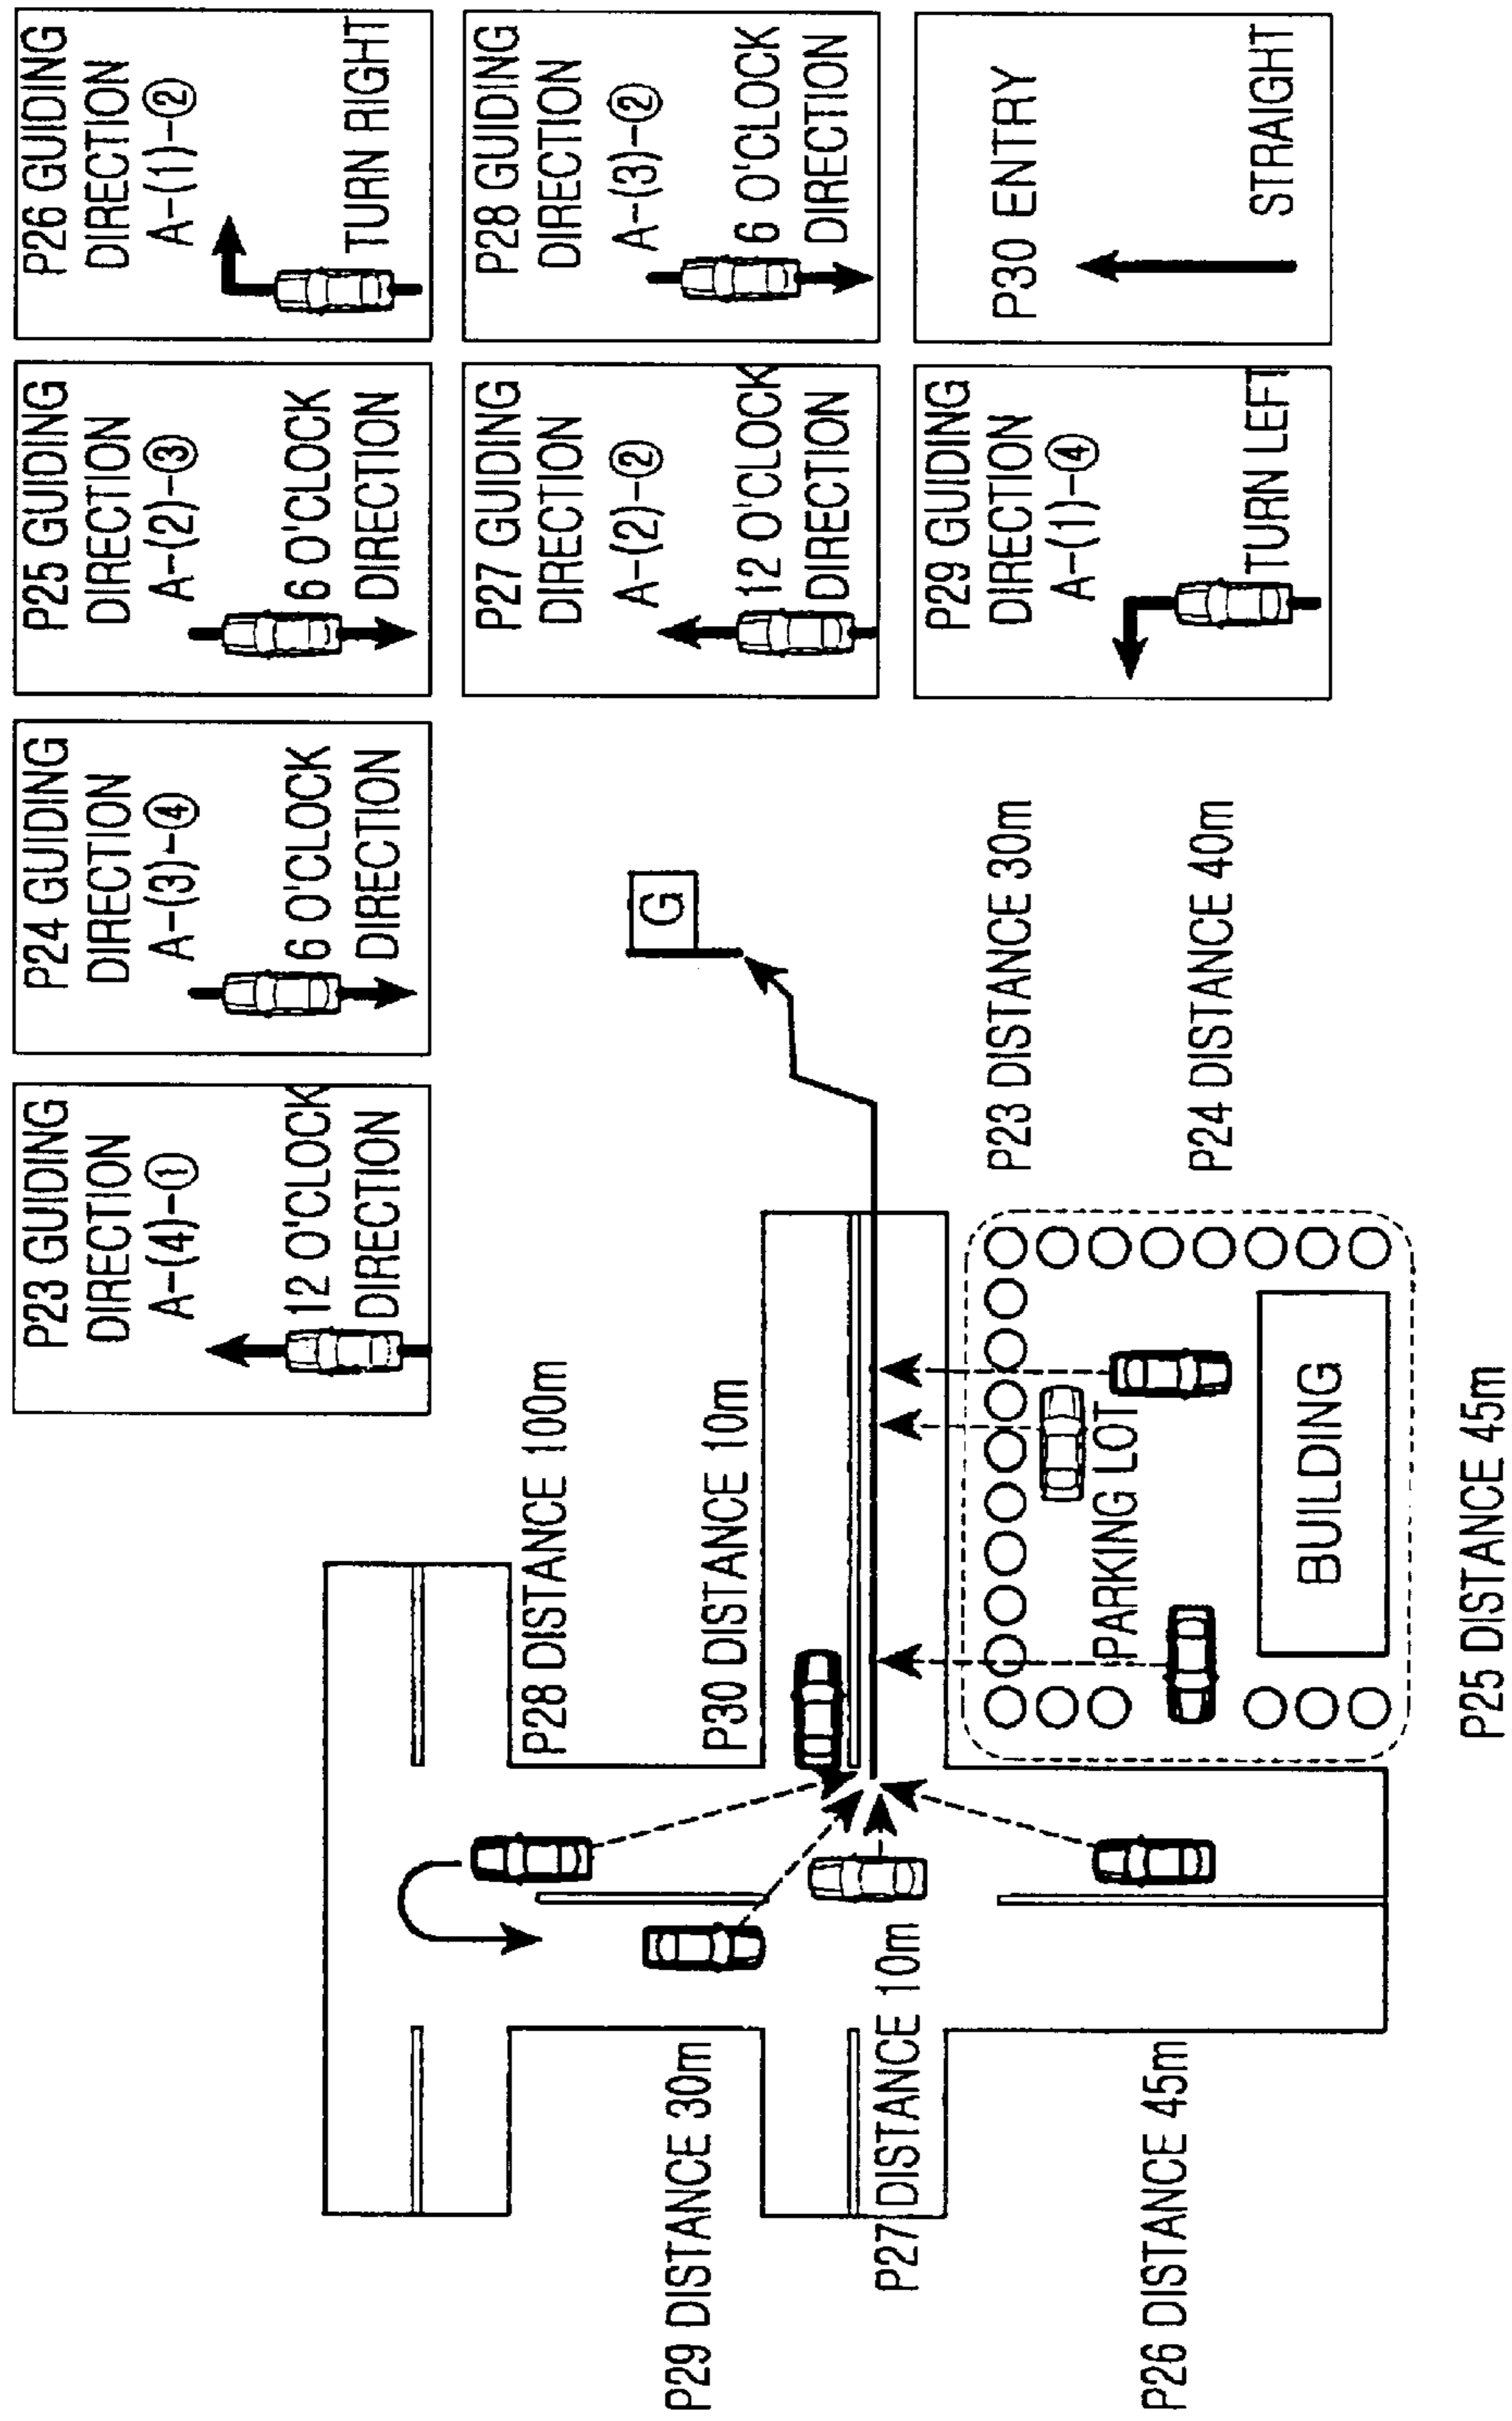 P23 GUIDING
DIRECTION
A-(4)-①
12 O'CLOCK
DIRECTION
P24 GUIDING
DIRECTION
A-(3)-④
6 O'CLOCK
DIRECTION
P25 GUIDING
DIRECTION
A-(2)-③
6 O'CLOCK
DIRECTION
P26 GUIDING
DIRECTION
A-(1)-②
TURN RIGHT
P27 GUIDING
DIRECTION
A-(2)-②
12 O'CLOCK
DIRECTION
P28 GUIDING
DIRECTION
A-(3)-②
6 O'CLOCK
DIRECTION
P29 GUIDING
DIRECTION
A-(1)-④
TURN LEFT
P30 ENTRY
STRAIGHT
P28 DISTANCE 100m
G
P29 DISTANCE 30m
P30 DISTANCE 10m
P27 DISTANCE 10m
P23 DISTANCE 30m
PARKING LOT
P26 DISTANCE 45m
P24 DISTANCE 40m
BUILDING
P25 DISTANCE 45m